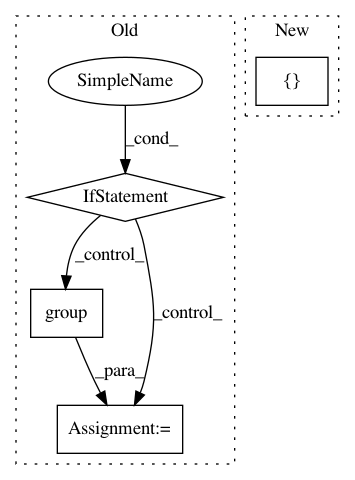 Old
New
SimpleName
{}
_cond_
IfStatement
_control_
_control_
group
_para_
Assignment:=